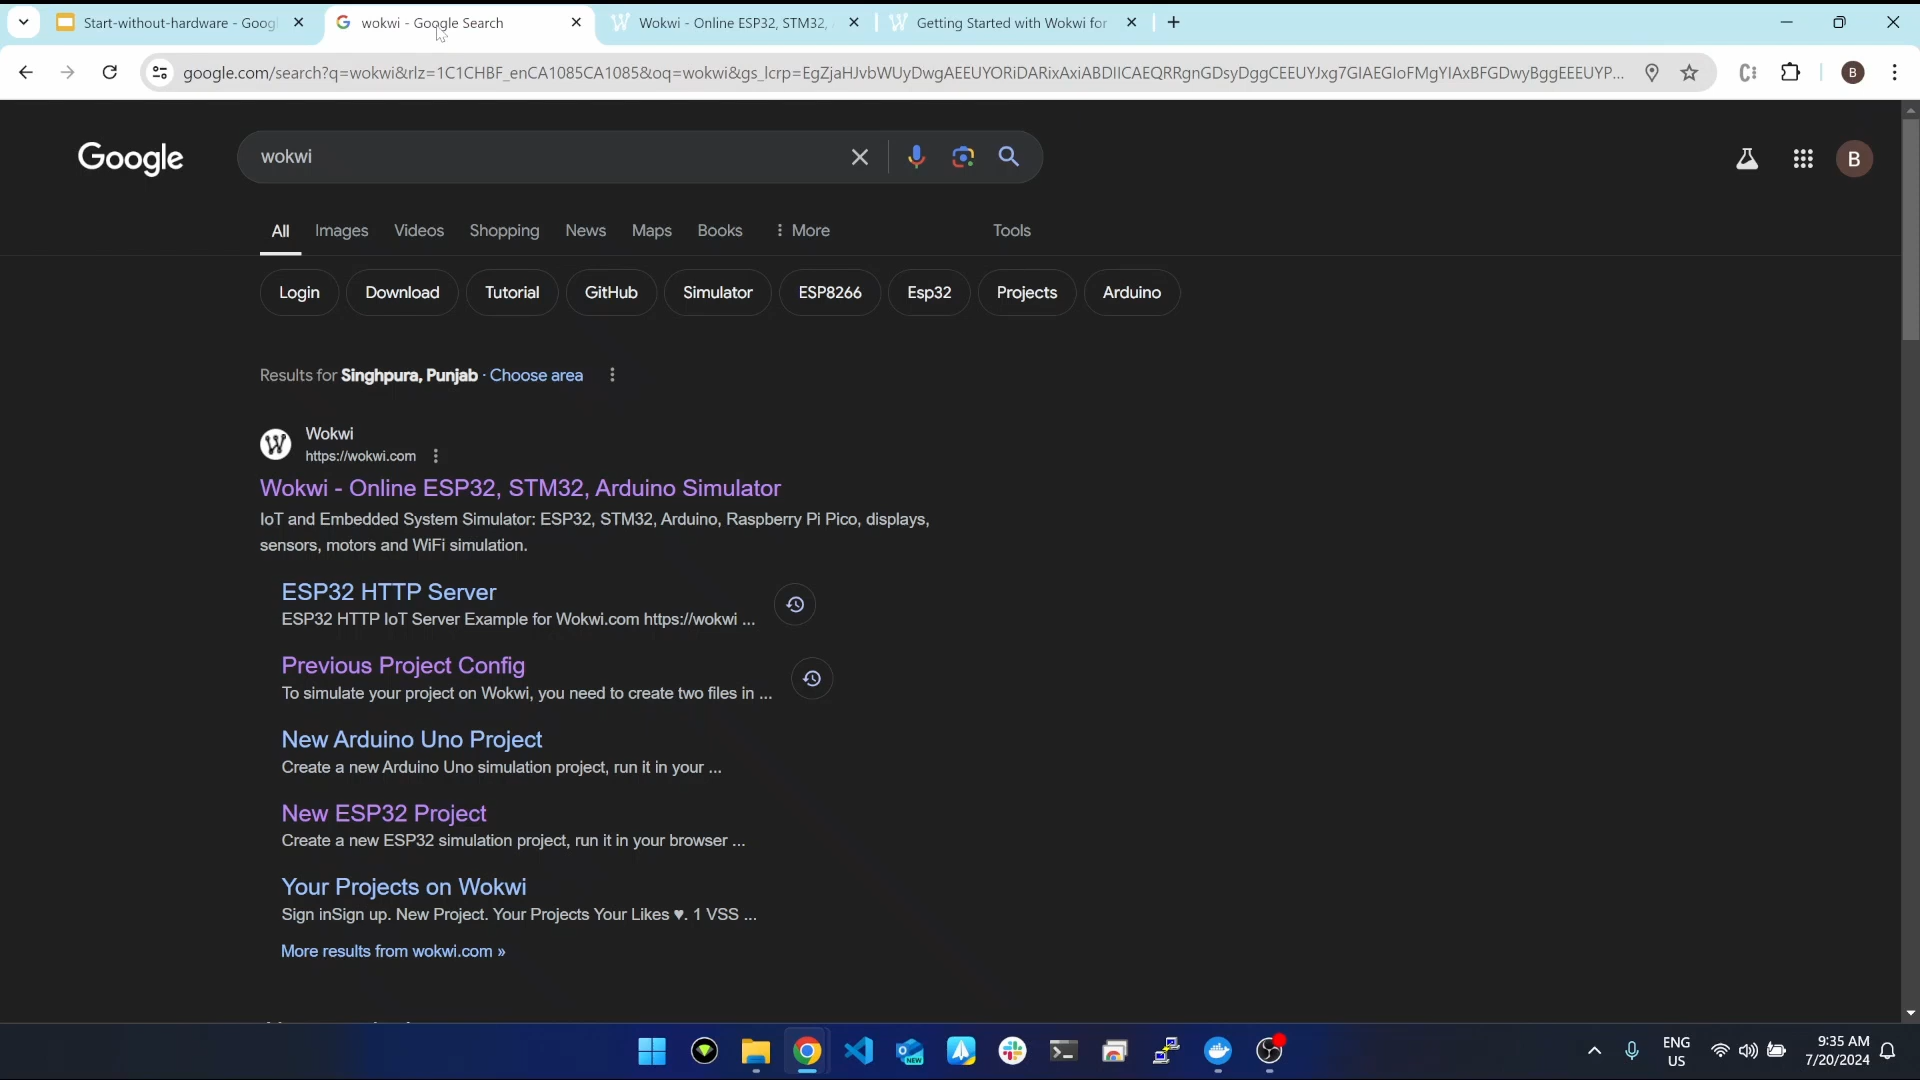 Start-without-hardware - Goog
wokwi - Google Search
Wokwi - Online ESP32, STM32,
Getting Started with Wokwi for
google.com/search?q=wokwi&rlz=1C1CHBF_enCA1085CA1085&oq=wokwi&gs_lcrp=EgZjaHJvbWUyDwgAEEUYORiDARixAxiABDIICAEQRRgnGDsyDggCEEUYJxg7GIAEGIoFMgYIAxBFGDwyBggEEEUYP...
B
Google
wokwi
B
All Images Videos Shopping News Maps Books More Tools
Login Download Tutorial GitHub Simulator ESP8266 Esp32 Projects Arduino
Results for Singhpura, Punjab · Choose area
Wokwi
https://wokwi.com
Wokwi - Online ESP32, STM32, Arduino Simulator
IoT and Embedded System Simulator: ESP32, STM32, Arduino, Raspberry Pi Pico, displays,
sensors, motors and WiFi simulation.
ESP32 HTTP Server
ESP32 HTTP IoT Server Example for Wokwi.com https://wokwi ...
Previous Project Config
To simulate your project on Wokwi, you need to create two files in ...
New Arduino Uno Project
Create a new Arduino Uno simulation project, run it in your ...
New ESP32 Project
Create a new ESP32 simulation project, run it in your browser ...
Your Projects on Wokwi
Sign inSign up. New Project. Your Projects Your Likes ♥. 1 VSS ...
More results from wokwi.com »
NEW
ENG
US
9:35 AM
7/20/2024